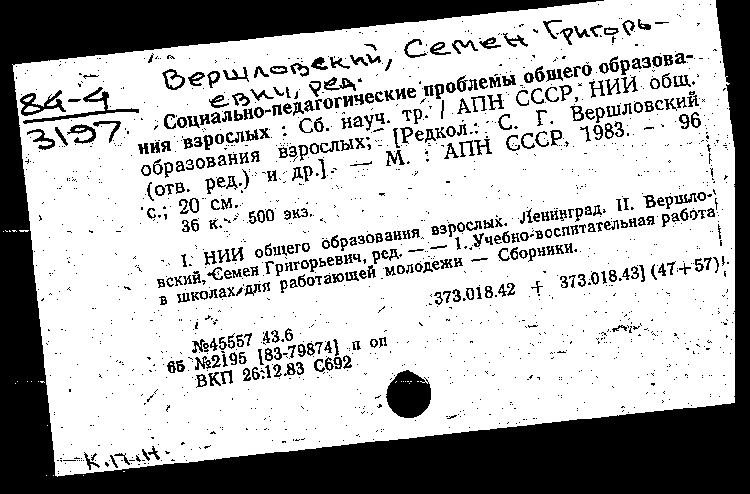 Вершловский, Семен Григорь-
евич, ред.
84-4
3197
Социально-педагогические проблемы общего образова-
ния взрослых : Сб. науч. тр. / АПН СССР, НИИ общ.
образования взрослых; [Редкол.: С. Г. Вершловский
(отв. ред.) и др.]. — М. : АПН СССР, 1983. - 96
с.; 20 см.
36 к. 500 экз.
I. НИИ общего образования взрослых. Ленинград. II. Вершло-
вский, Семен Григорьевич, ред. — — 1. Учебно-воспитательная работа
в школах для работающей молодежи — Сборники.
373.018.42 + 373.018.43] (47+57)
№45557 43.6
65 №2195 [83-79874] п оп
ВКП 26.12.83 С692
К.П.Н.